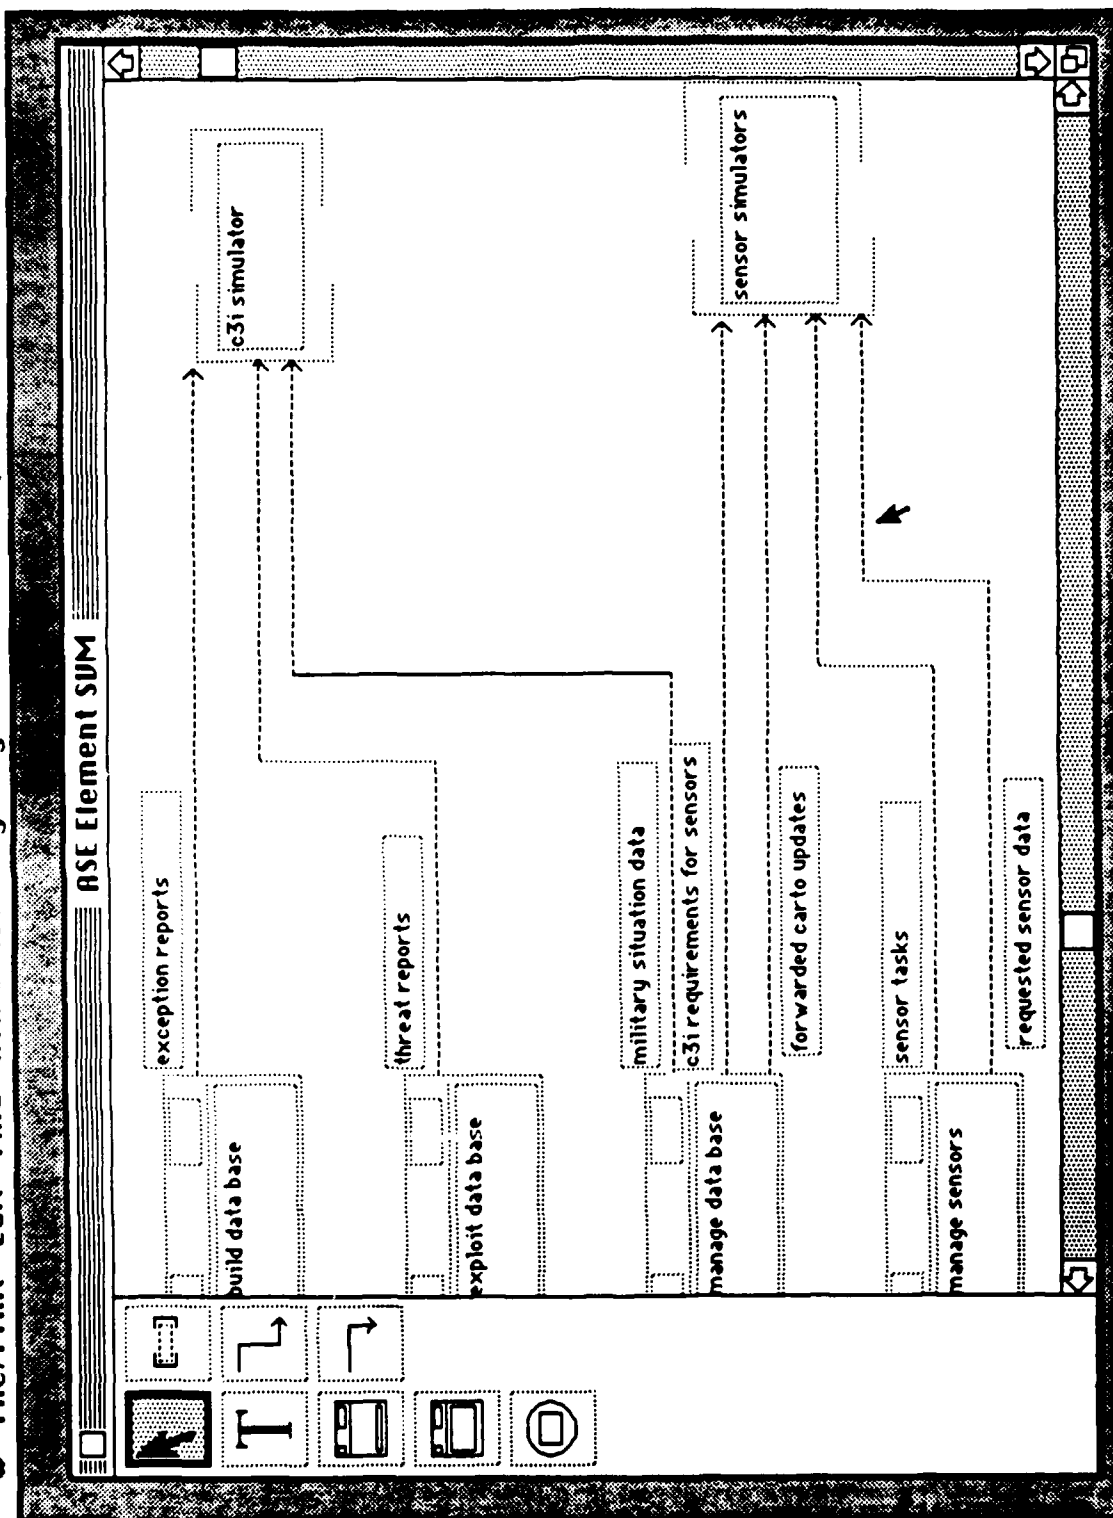 ASE Element SVM
exception reports
c3i simulator
build data base
threat reports
exploit data base
military situation data
c3i requirements for sensors
sensor simulators
manage data base
forwarded carto updates
sensor tasks
manage sensors
requested sensor data
T